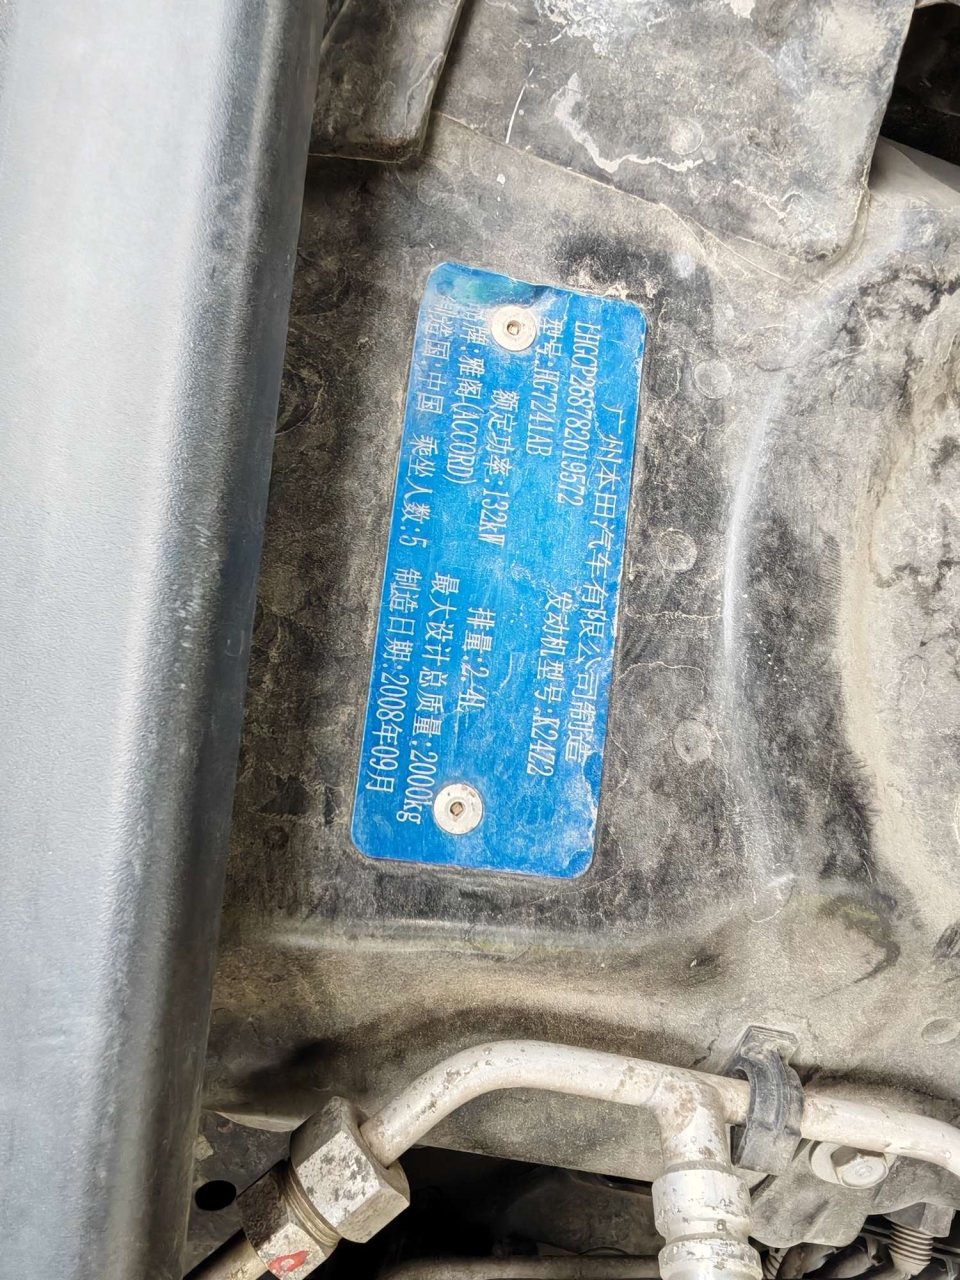 广州本田汽车有限公司制造
LHGCP268782019572
型号:HG7241AB 发动机型号:K24Z2
额定功率:132kW 排量:2.4L
品牌:雅阁(ACCORD) 最大设计总质量:2000kg
制造国:中国 乘坐人数:5 制造日期:2008年09月